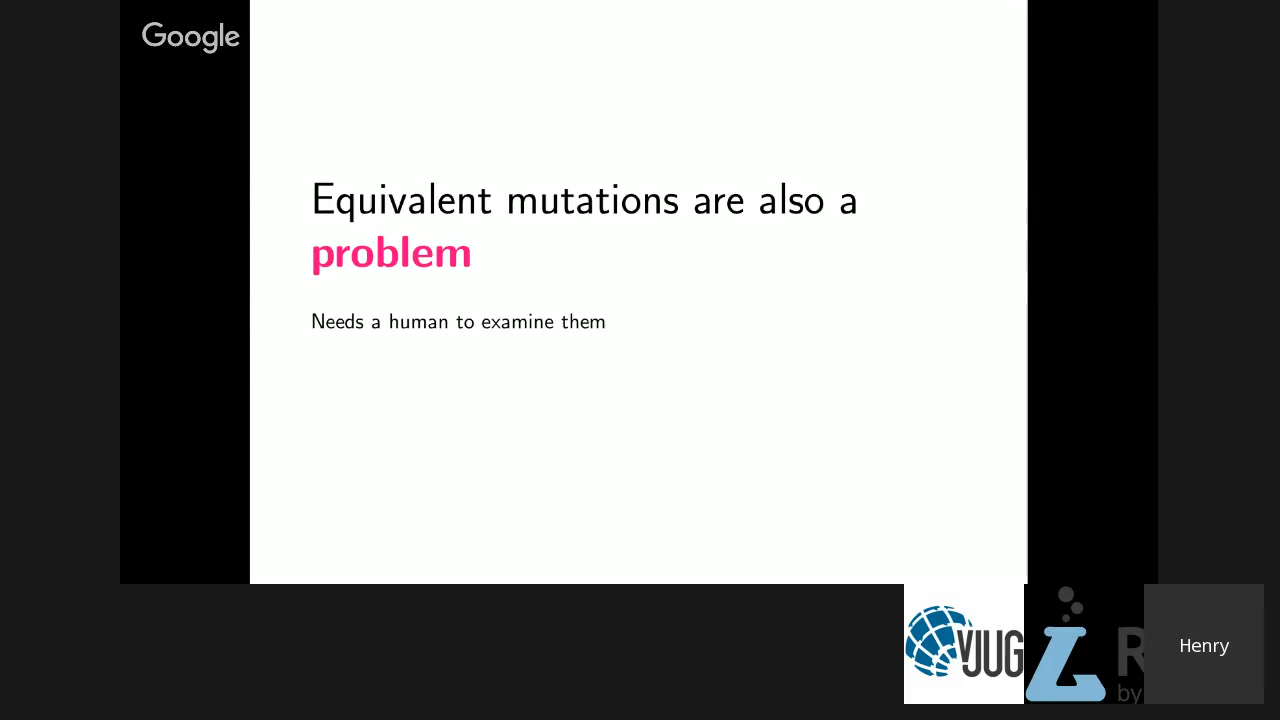 Google
Equivalent mutations are also a
problem
Needs a human to examine them
vJUG
R
by
Henry